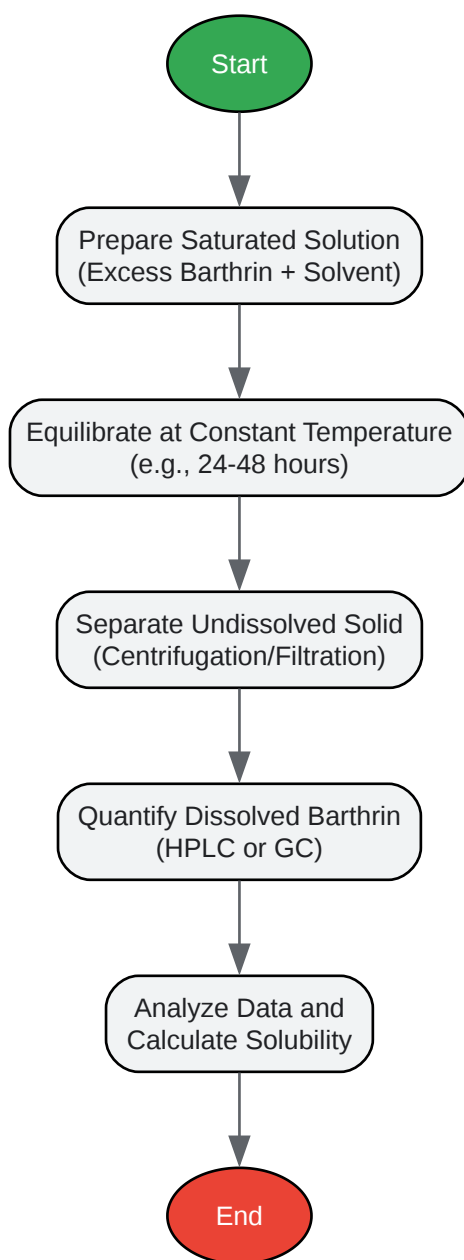 Start
Prepare Saturated Solution
(Excess Barthrin + Solvent)
Equilibrate at Constant Temperature
(e.g., 24-48 hours)
Separate Undissolved Solid
(Centrifugation/Filtration)
Quantify Dissolved Barthrin
(HPLC or GC)
Analyze Data and
Calculate Solubility
End